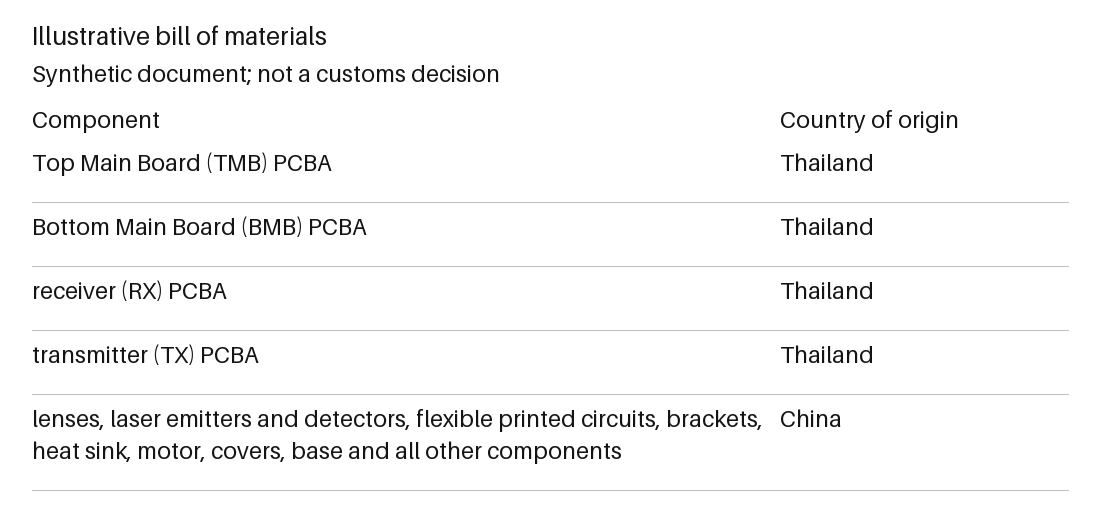 Illustrative bill of materials
Synthetic document; not a customs decision
Component Country of origin
Top Main Board (TMB) PCBA Thailand
Bottom Main Board (BMB) PCBA Thailand
receiver (RX) PCBA Thailand
transmitter (TX) PCBA Thailand
lenses, laser emitters and detectors, flexible printed circuits, brackets, China
heat sink, motor, covers, base and all other components